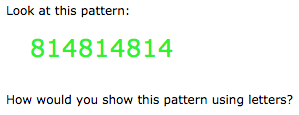 Look at this pattern:
814814814
How would you show this pattern using letters?